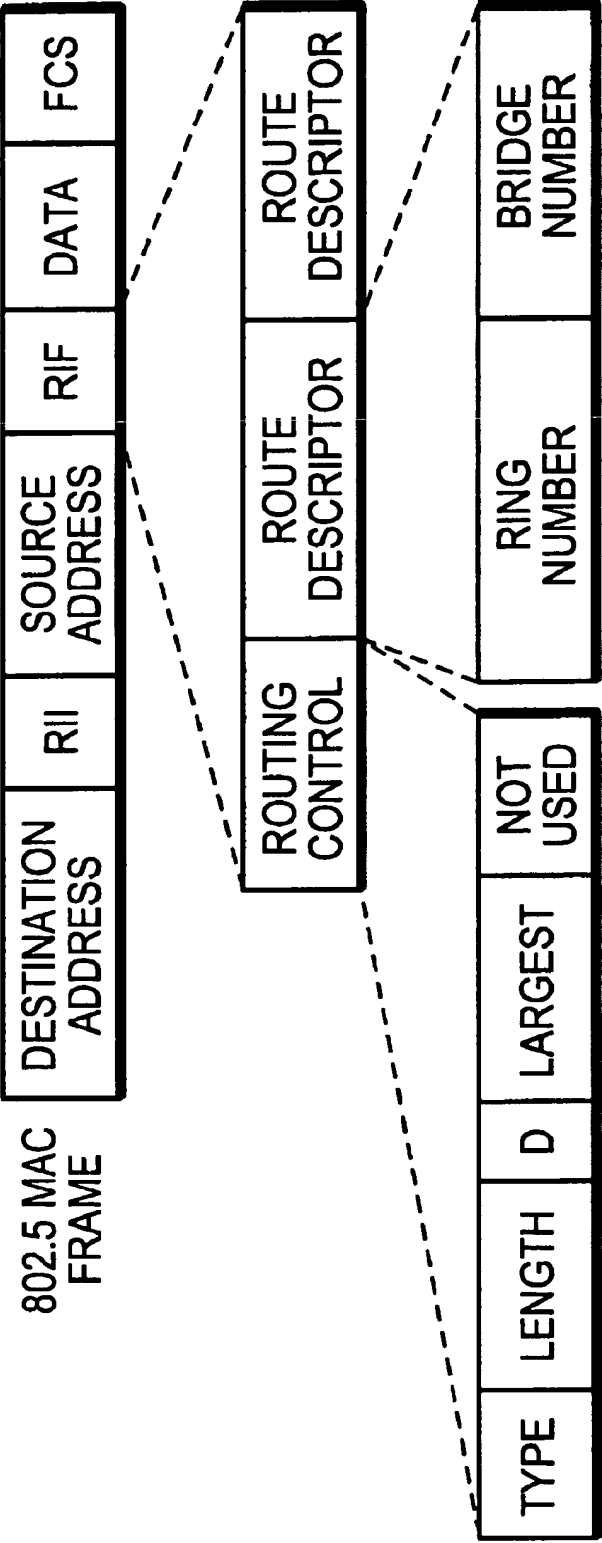 802.5 MAC
FRAME
DESTINATION
ADDRESS
RII
SOURCE
ADDRESS
RIF
DATA
FCS
ROUTING
CONTROL
ROUTE
DESCRIPTOR
ROUTE
DESCRIPTOR
TYPE
LENGTH
D
LARGEST
NOT
USED
RING
NUMBER
BRIDGE
NUMBER